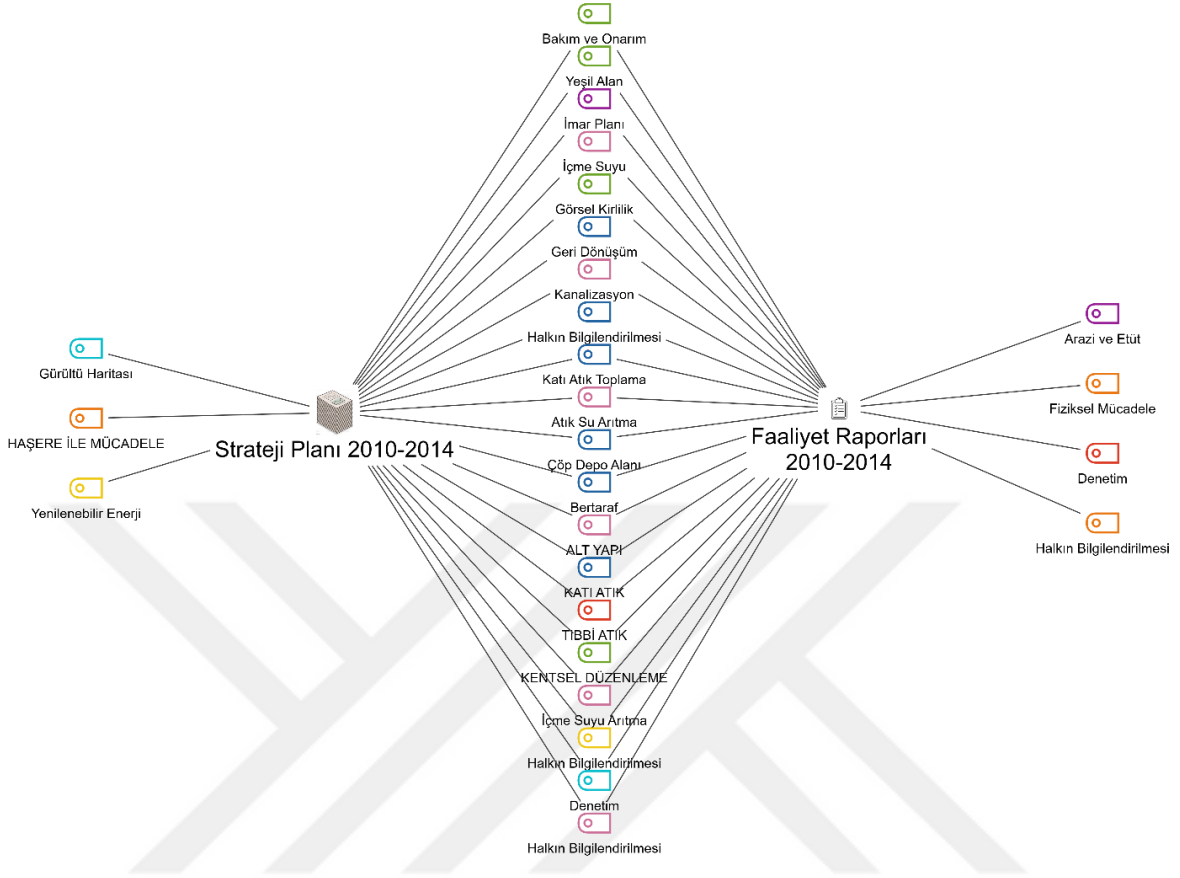 Bakım ve Onarım
Yeşil Alan
İmar Planı
İçme Suyu
Görsel Kirlilik
Geri Dönüşüm
Kanalizasyon
Halkın Bilgilendirilmesi
Katı Atık Toplama
Atık Su Arıtma
Çöp Depo Alanı
Bertaraf
ALT YAPI
KATI ATIK
TIBBİ ATIK
KENTSEL DÜZENLEME
İçme Suyu Arıtma
Halkın Bilgilendirilmesi
Denetim
Halkın Bilgilendirilmesi
Gürültü Haritası
HAŞERE İLE MÜCADELE
Yenilenebilir Enerji
Strateji Planı 2010-2014
Faaliyet Raporları
2010-2014
Arazi ve Etüt
Fiziksel Mücadele
Denetim
Halkın Bilgilendirilmesi